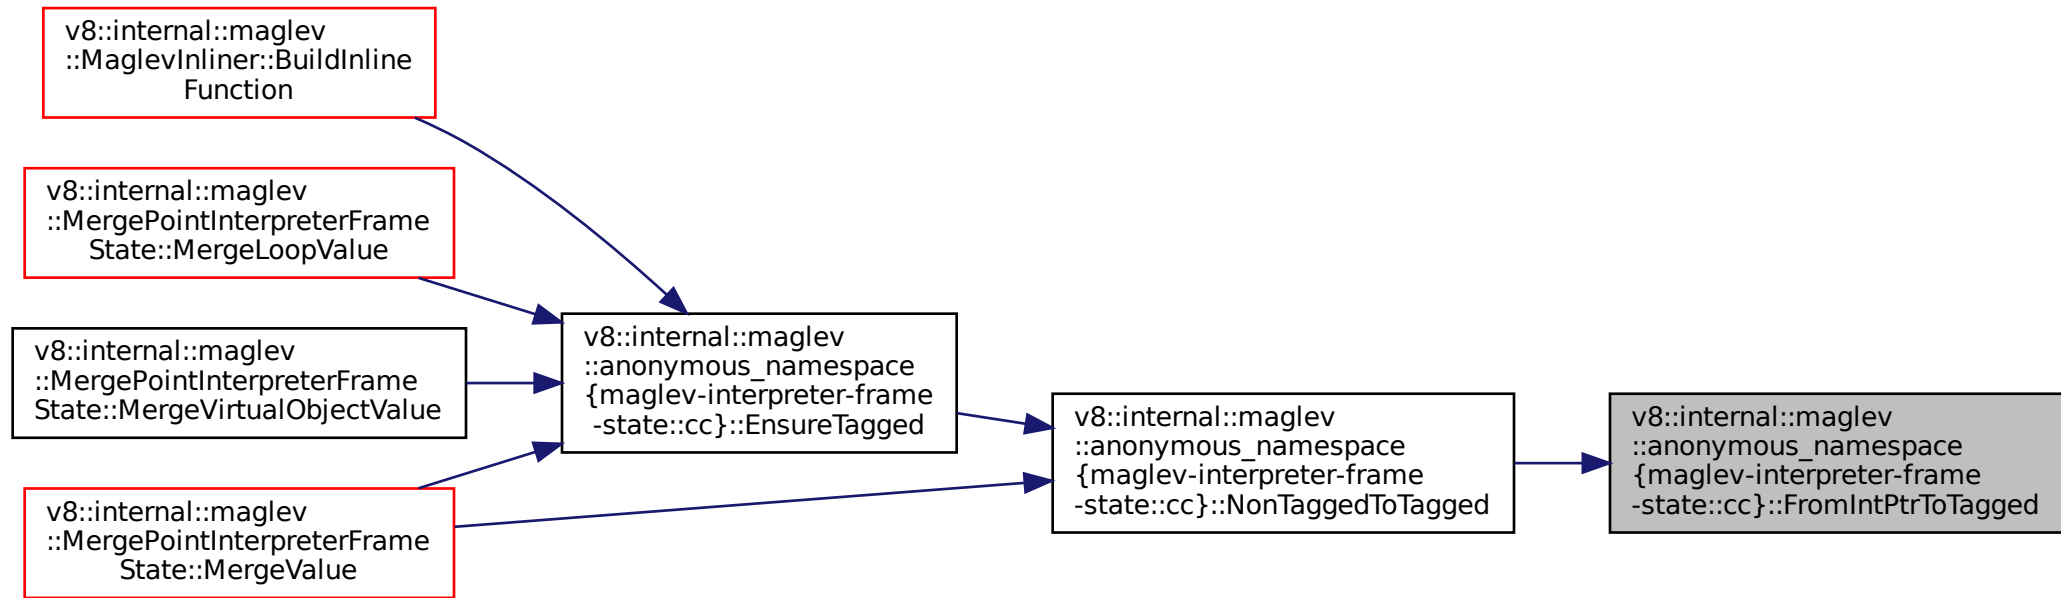 v8::internal::maglev
::MaglevInliner::BuildInline
Function
v8::internal::maglev
::MergePointInterpreterFrame
State::MergeLoopValue
v8::internal::maglev
::MergePointInterpreterFrame
State::MergeVirtualObjectValue
v8::internal::maglev
::MergePointInterpreterFrame
State::MergeValue
v8::internal::maglev
::anonymous_namespace
{maglev-interpreter-frame
-state::cc}::EnsureTagged
v8::internal::maglev
::anonymous_namespace
{maglev-interpreter-frame
-state::cc}::NonTaggedToTagged
v8::internal::maglev
::anonymous_namespace
{maglev-interpreter-frame
-state::cc}::FromIntPtrToTagged